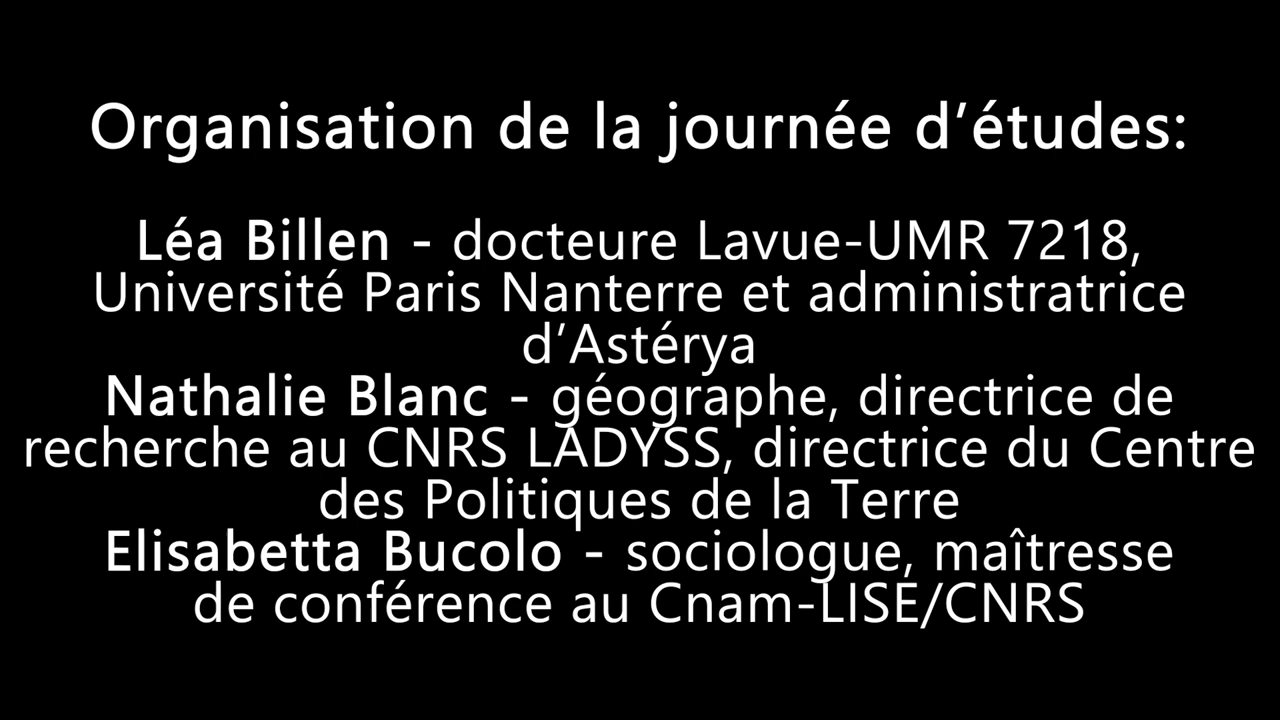 Organisation de la journée d’études:
Léa Billen - docteure Lavue-UMR 7218,
Université Paris Nanterre et administratrice
d’Astérya
Nathalie Blanc - géographe, directrice de
recherche au CNRS LADYSS, directrice du Centre
des Politiques de la Terre
Elisabetta Bucolo - sociologue, maîtresse
de conférence au Cnam-LISE/CNRS